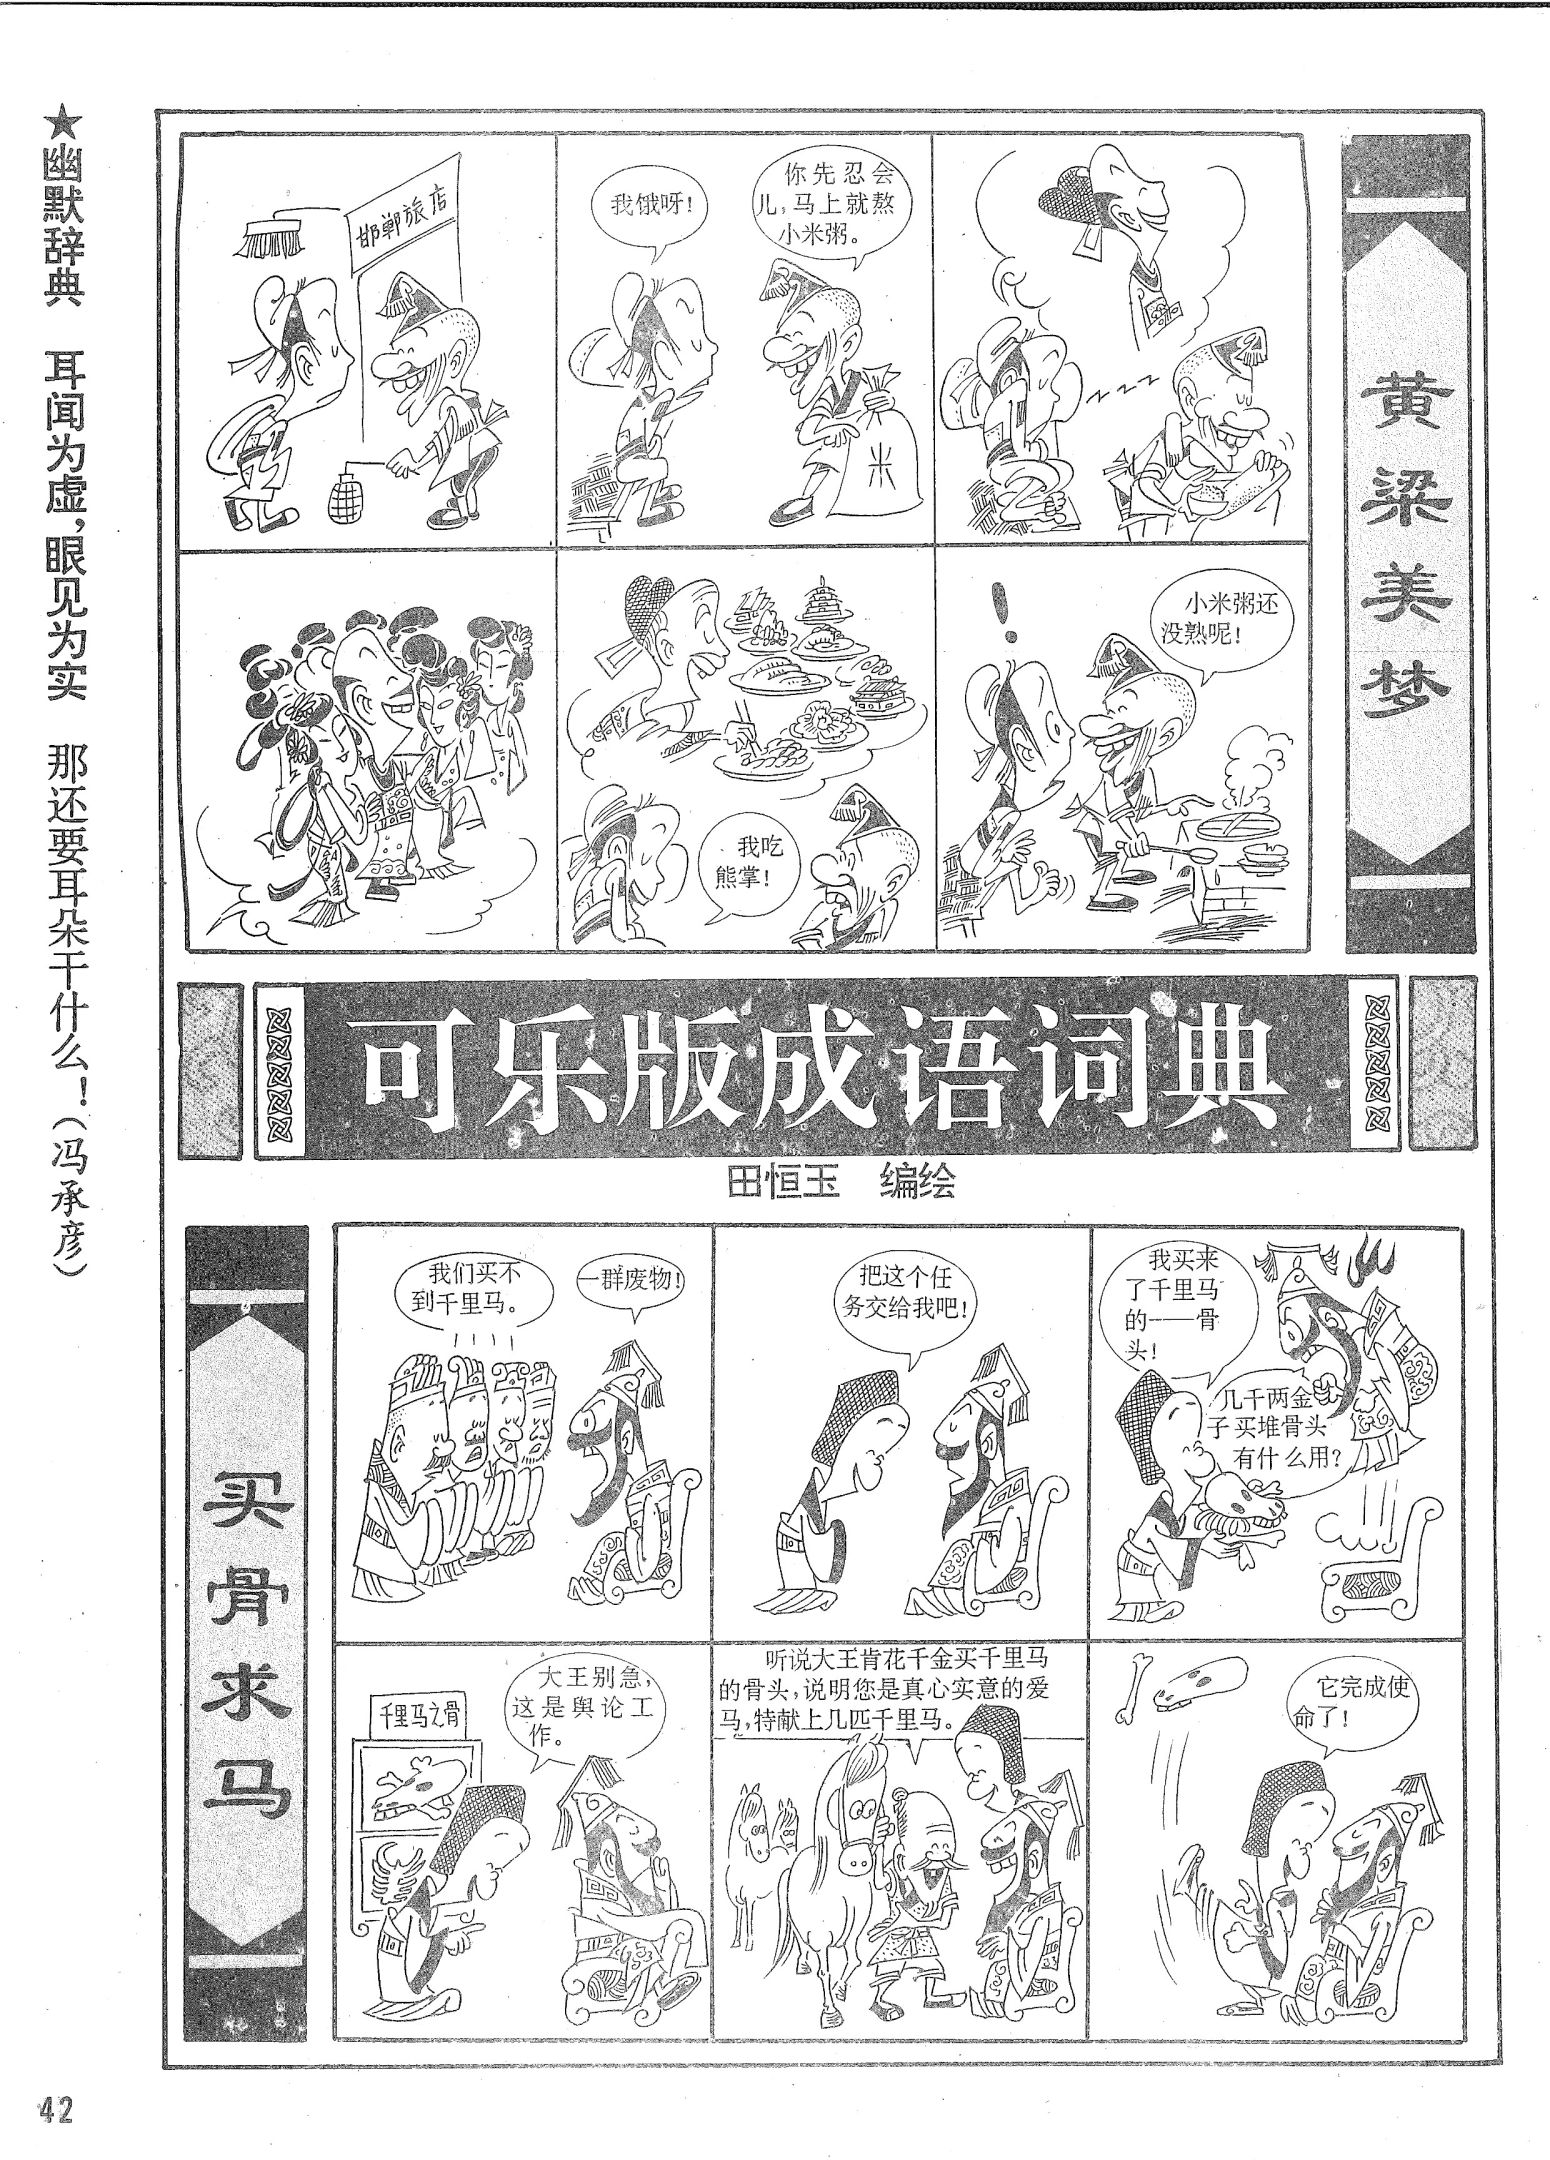 ★幽默辞典 耳闻为虚，眼见为实 那还要耳朵干什么！（冯承彦）
黄粱美梦
邯郸旅店
我饿呀！
你先忍会
儿，马上就熬
小米粥。
米
zzz
我吃
熊掌！
！
小米粥还
没熟呢！
可乐版成语词典
田恒玉 编绘
买骨求马
我们买不
到千里马。
一群废物！
把这个任
务交给我吧！
我买来
了千里马
的——骨
头！
几千两金
子买堆骨头
有什么用？
千里马之骨
大王别急，
这是舆论工
作。
听说大王肯花千金买千里马
的骨头，说明您是真心实意的爱
马，特献上几匹千里马。
它完成使
命了！
42